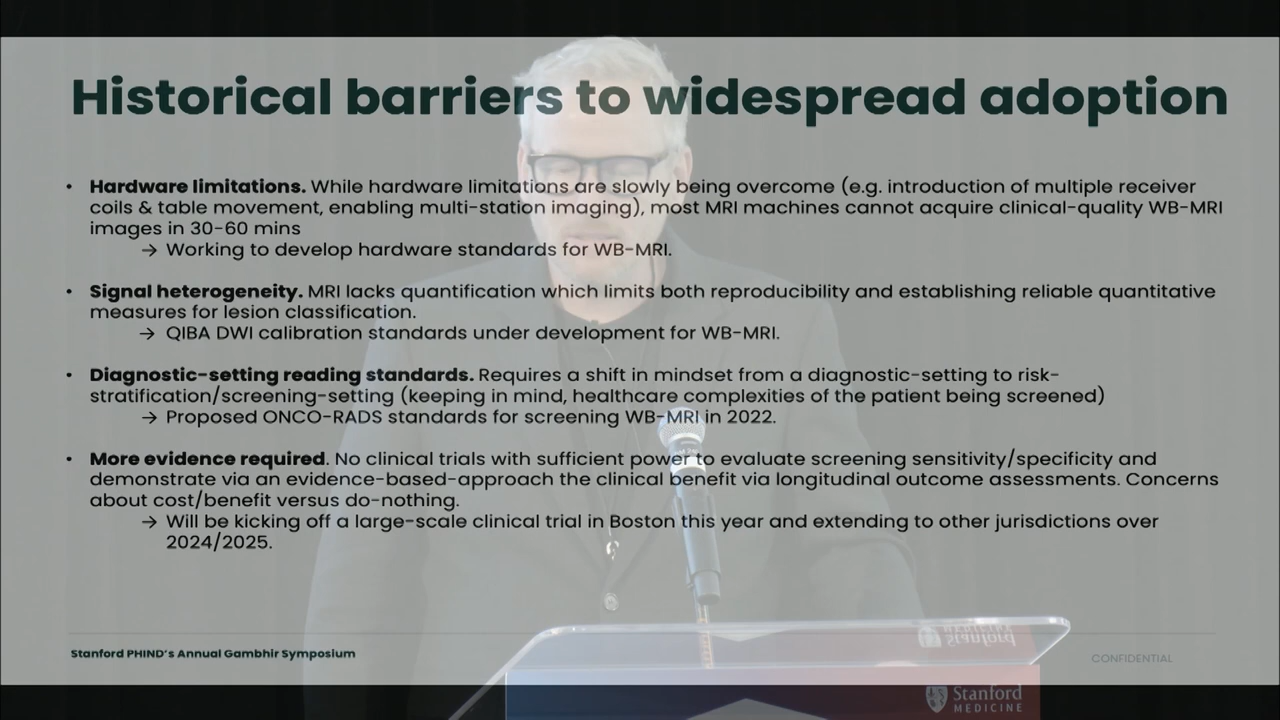 Historical barriers to widespread adoption
• Hardware limitations. While hardware limitations are slowly being overcome (e.g. introduction of multiple receiver
coils & table movement, enabling multi-station imaging), most MRI machines cannot acquire clinical-quality WB-MRI
images in 30-60 mins
→ Working to develop hardware standards for WB-MRI.
• Signal heterogeneity. MRI lacks quantification which limits both reproducibility and establishing reliable quantitative
measures for lesion classification.
→ QIBA DWI calibration standards under development for WB-MRI.
• Diagnostic-setting reading standards. Requires a shift in mindset from a diagnostic-setting to risk-
stratification/screening-setting (keeping in mind, healthcare complexities of the patient being screened)
→ Proposed ONCO-RADS standards for screening WB-MRI in 2022.
• More evidence required. No clinical trials with sufficient power to evaluate screening sensitivity/specificity and
demonstrate via an evidence-based-approach the clinical benefit via longitudinal outcome assessments. Concerns
about cost/benefit versus do-nothing.
→ Will be kicking off a large-scale clinical trial in Boston this year and extending to other jurisdictions over
2024/2025.
Stanford
Stanford PHIND's Annual Gambhir Symposium
CONFIDENTIAL
Stanford
MEDICINE